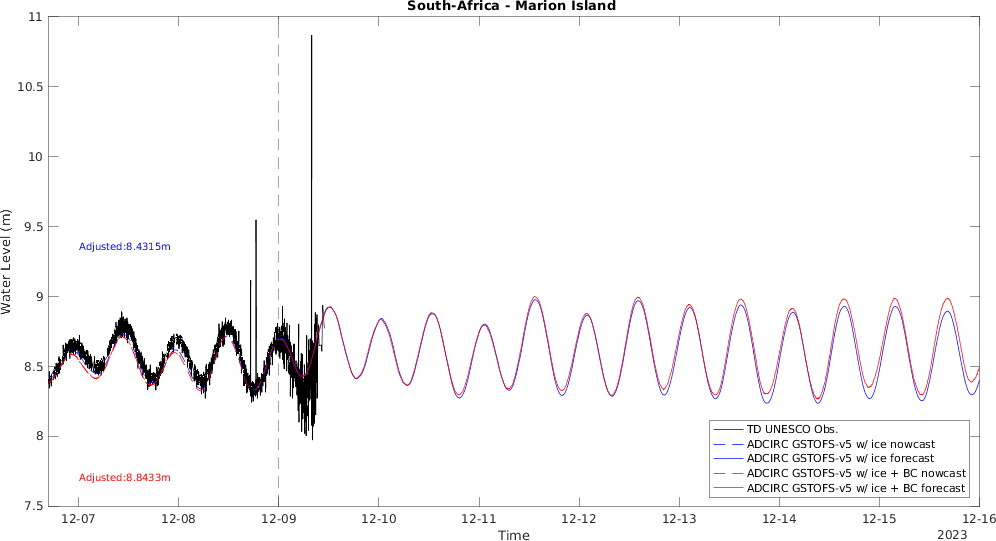 South-Africa - Marion Island
11
10.5
10
9.5
9
8.5
8
7.5
Water Level (m)
Adjusted:8.4315m
Adjusted:8.8433m
TD UNESCO Obs.
ADCIRC GSTOFS-v5 w/ ice nowcast
ADCIRC GSTOFS-v5 w/ ice forecast
ADCIRC GSTOFS-v5 w/ ice + BC nowcast
ADCIRC GSTOFS-v5 w/ ice + BC forecast
12-07 12-08 12-09 12-10 12-11 12-12 12-13 12-14 12-15 12-16
Time
2023